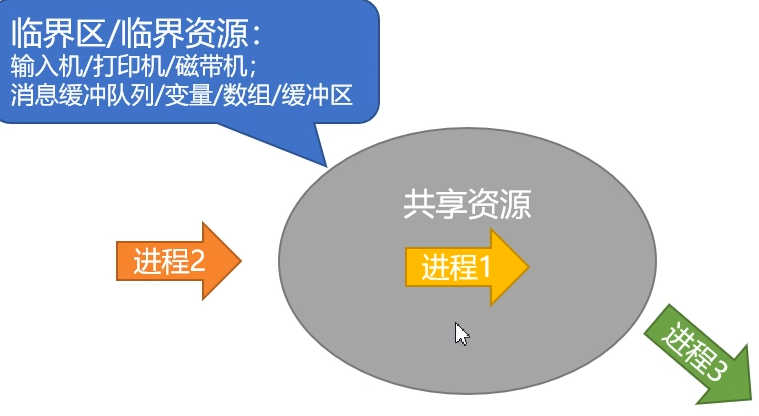 临界区/临界资源：
输入机/打印机/磁带机；
消息缓冲队列/变量/数组/缓冲区
共享资源
进程2
进程1
进程3